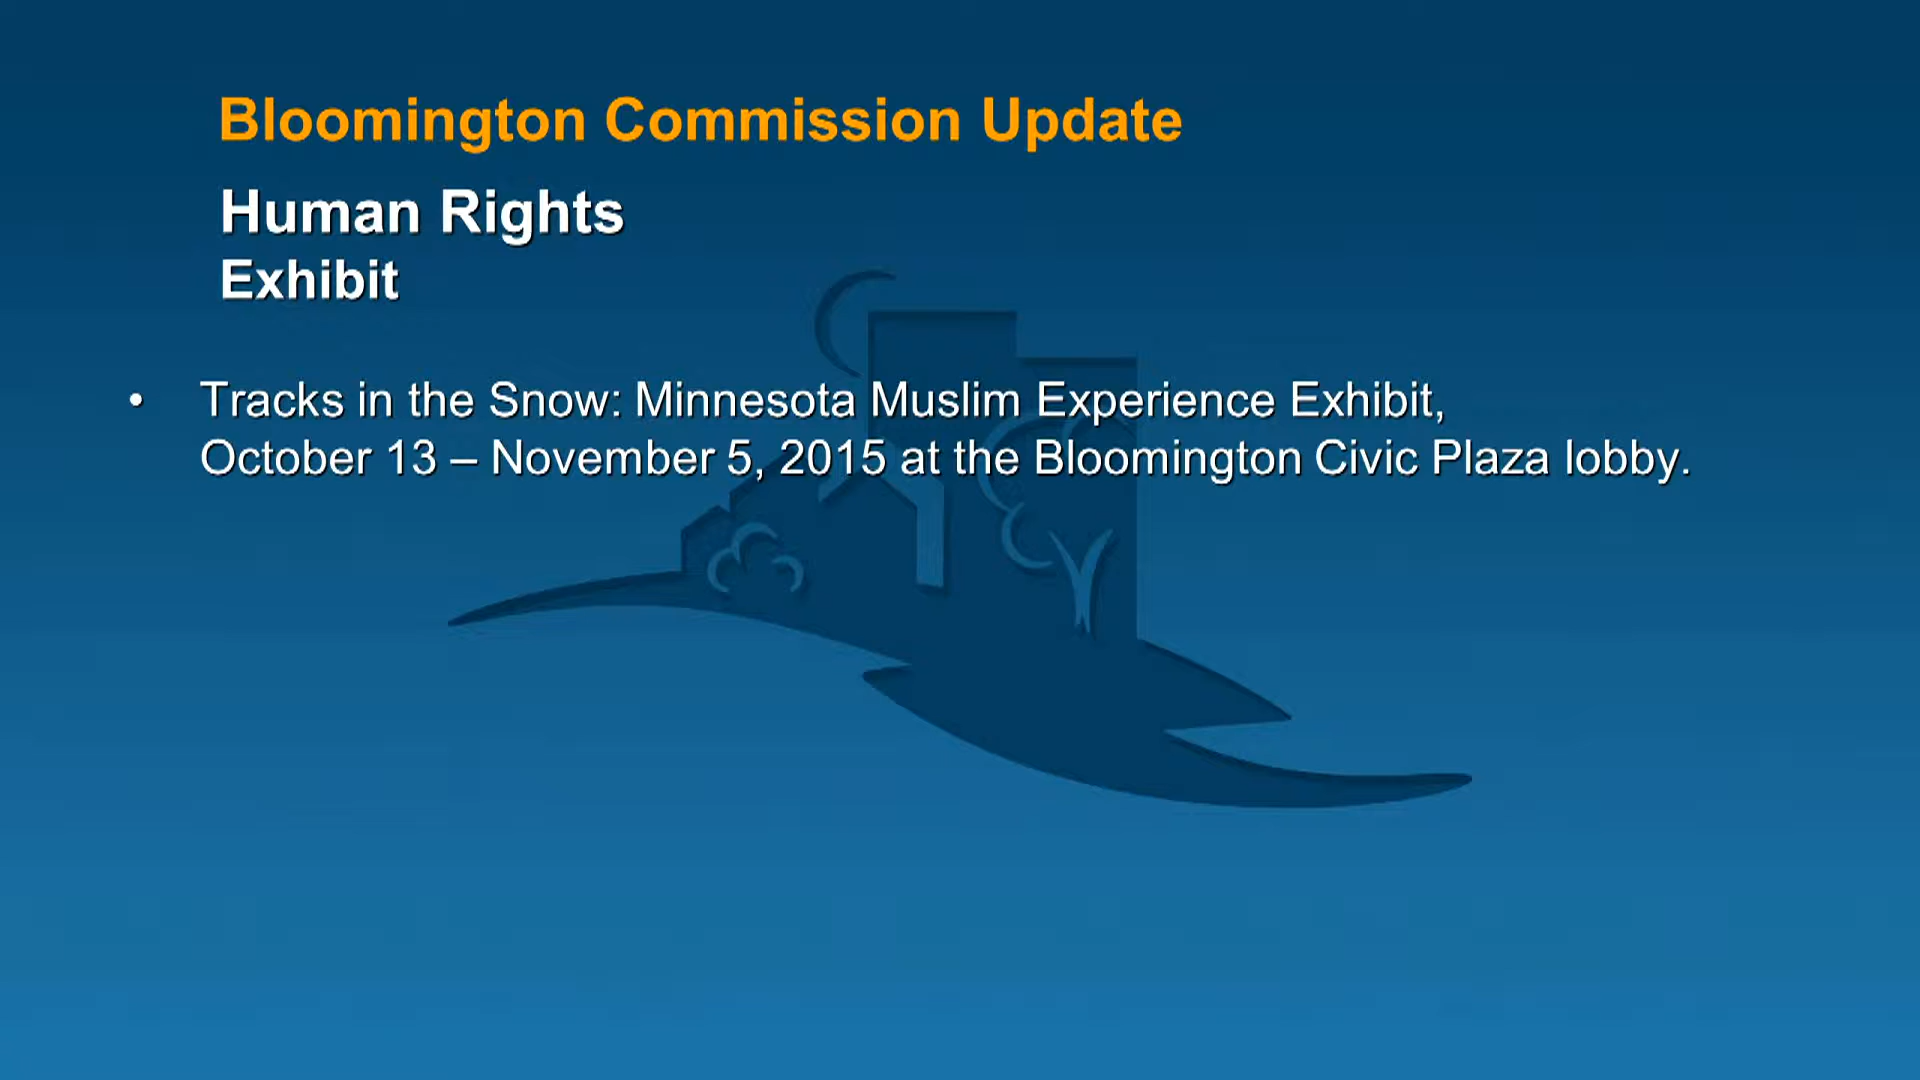 Bloomington Commission Update
Human Rights
Exhibit
• Tracks in the Snow: Minnesota Muslim Experience Exhibit,
October 13 – November 5, 2015 at the Bloomington Civic Plaza lobby.